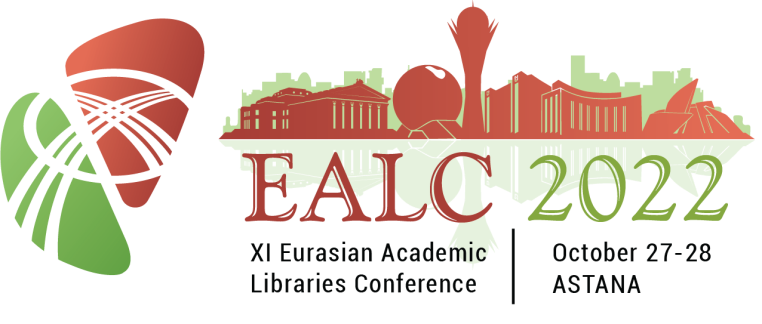 EALC 2022
XI Eurasian Academic
Libraries Conference
October 27-28
ASTANA